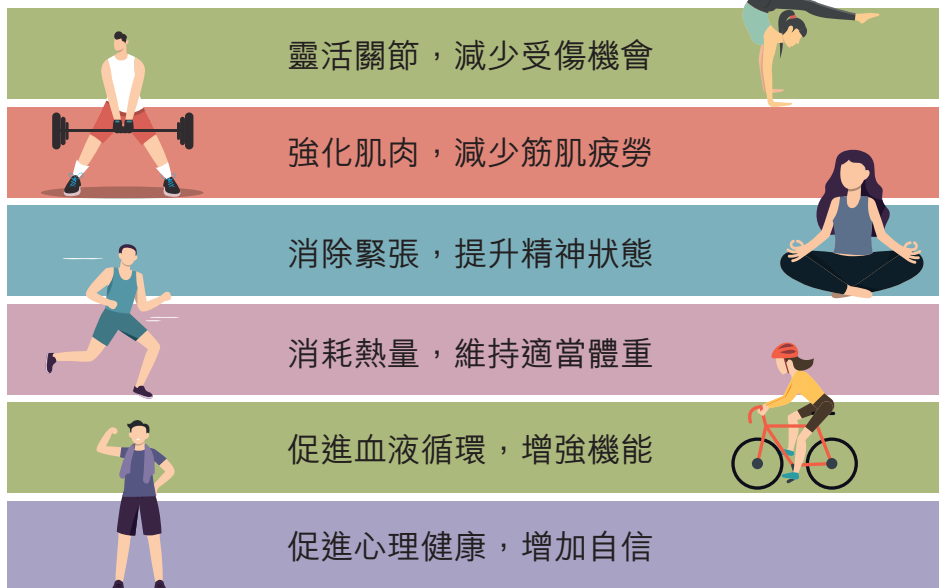 靈活關節，減少受傷機會
強化肌肉，減少筋肌疲勞
消除緊張，提升精神狀態
消耗熱量，維持適當體重
促進血液循環，增強機能
促進心理健康，增加自信